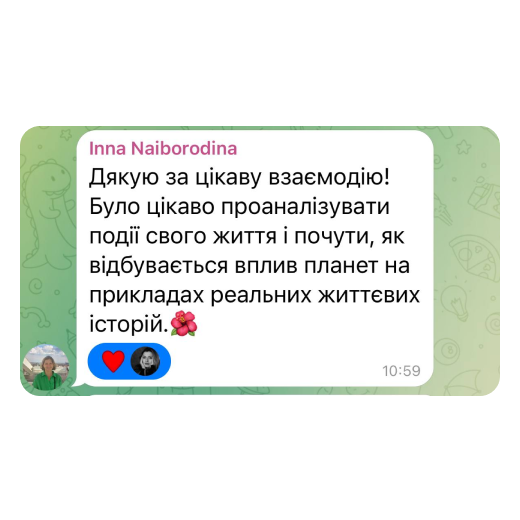 Inna Naiborodina
Дякую за цікаву взаємодію!
Було цікаво проаналізувати
події свого життя і почути, як
відбувається вплив планет на
прикладах реальних життєвих
історій.🌺
10:59